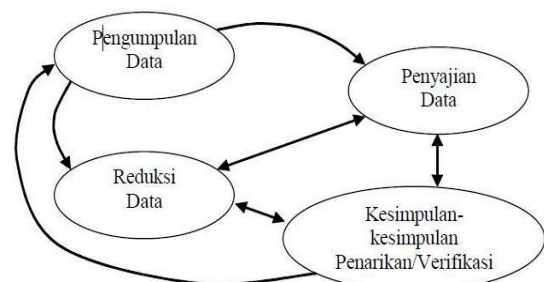 Pengumpulan
Data
Penyajian
Data
Reduksi
Data
Kesimpulan-
kesimpulan
Penarikan/Verifikasi